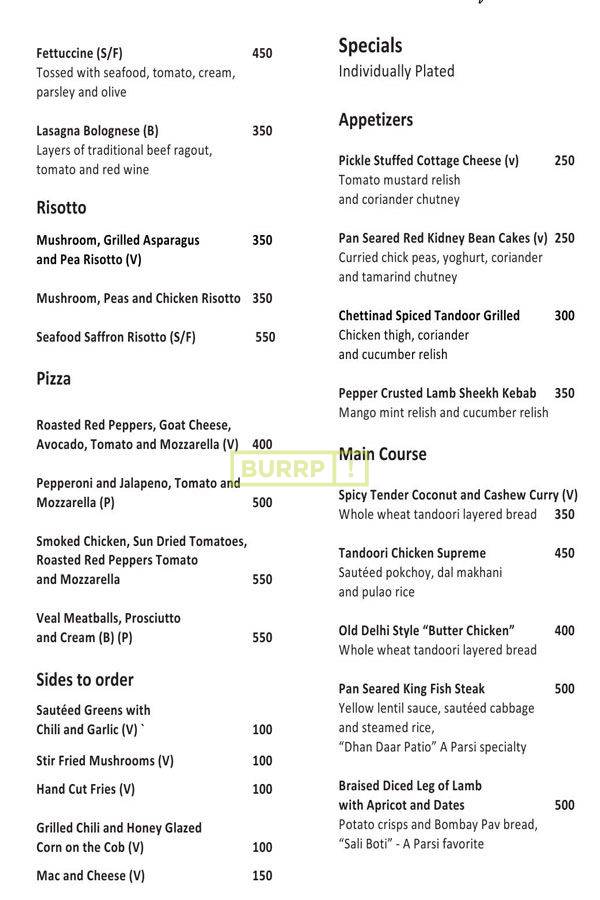 Fettuccine (S/F) 450
Tossed with seafood, tomato, cream,
parsley and olive
Lasagna Bolognese (B) 350
Layers of traditional beef ragout,
tomato and red wine
Risotto
Mushroom, Grilled Asparagus 350
and Pea Risotto (V)
Mushroom, Peas and Chicken Risotto 350
Seafood Saffron Risotto (S/F) 550
Pizza
Roasted Red Peppers, Goat Cheese,
Avocado, Tomato and Mozzarella (V) 400
Pepperoni and Jalapeno, Tomato and
Mozzarella (P) 500
Smoked Chicken, Sun Dried Tomatoes,
Roasted Red Peppers Tomato
and Mozzarella 550
Veal Meatballs, Prosciutto
and Cream (B) (P) 550
Sides to order
Sautéed Greens with
Chili and Garlic (V) ` 100
Stir Fried Mushrooms (V) 100
Hand Cut Fries (V) 100
Grilled Chili and Honey Glazed
Corn on the Cob (V) 100
Mac and Cheese (V) 150
Specials
Individually Plated
Appetizers
Pickle Stuffed Cottage Cheese (v) 250
Tomato mustard relish
and coriander chutney
Pan Seared Red Kidney Bean Cakes (v) 250
Curried chick peas, yoghurt, coriander
and tamarind chutney
Chettinad Spiced Tandoor Grilled 300
Chicken thigh, coriander
and cucumber relish
Pepper Crusted Lamb Sheekh Kebab 350
Mango mint relish and cucumber relish
Main Course
Spicy Tender Coconut and Cashew Curry (V)
Whole wheat tandoori layered bread 350
Tandoori Chicken Supreme 450
Sautéed pokchoy, dal makhani
and pulao rice
Old Delhi Style “Butter Chicken” 400
Whole wheat tandoori layered bread
Pan Seared King Fish Steak 500
Yellow lentil sauce, sautéed cabbage
and steamed rice,
“Dhan Daar Patio” A Parsi specialty
Braised Diced Leg of Lamb
with Apricot and Dates 500
Potato crisps and Bombay Pav bread,
“Sali Boti” - A Parsi favorite
BURRP !